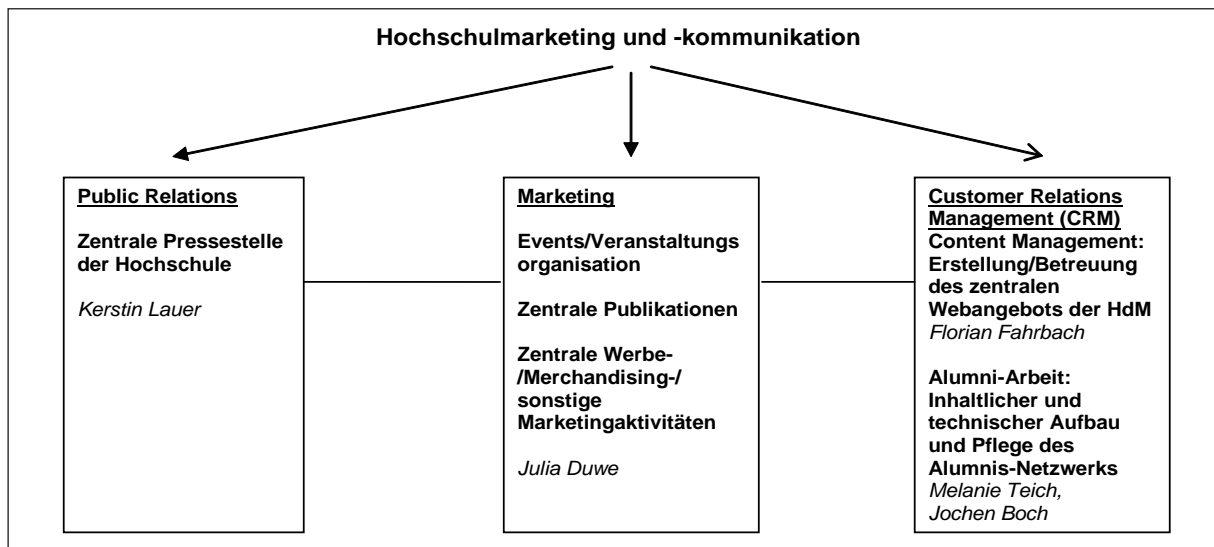 Hochschulmarketing und -kommunikation
Public Relations
Zentrale Pressestelle
der Hochschule
Kerstin Lauer
Marketing
Events/Veranstaltungs
organisation
Zentrale Publikationen
Zentrale Werbe-
/Merchandising-/
sonstige
Marketingaktivitäten
Julia Duwe
Customer Relations
Management (CRM)
Content Management:
Erstellung/Betreuung
des zentralen
Webangebots der HdM
Florian Fahrbach
Alumni-Arbeit:
Inhaltlicher und
technischer Aufbau
und Pflege des
Alumnis-Netzwerks
Melanie Teich,
Jochen Boch